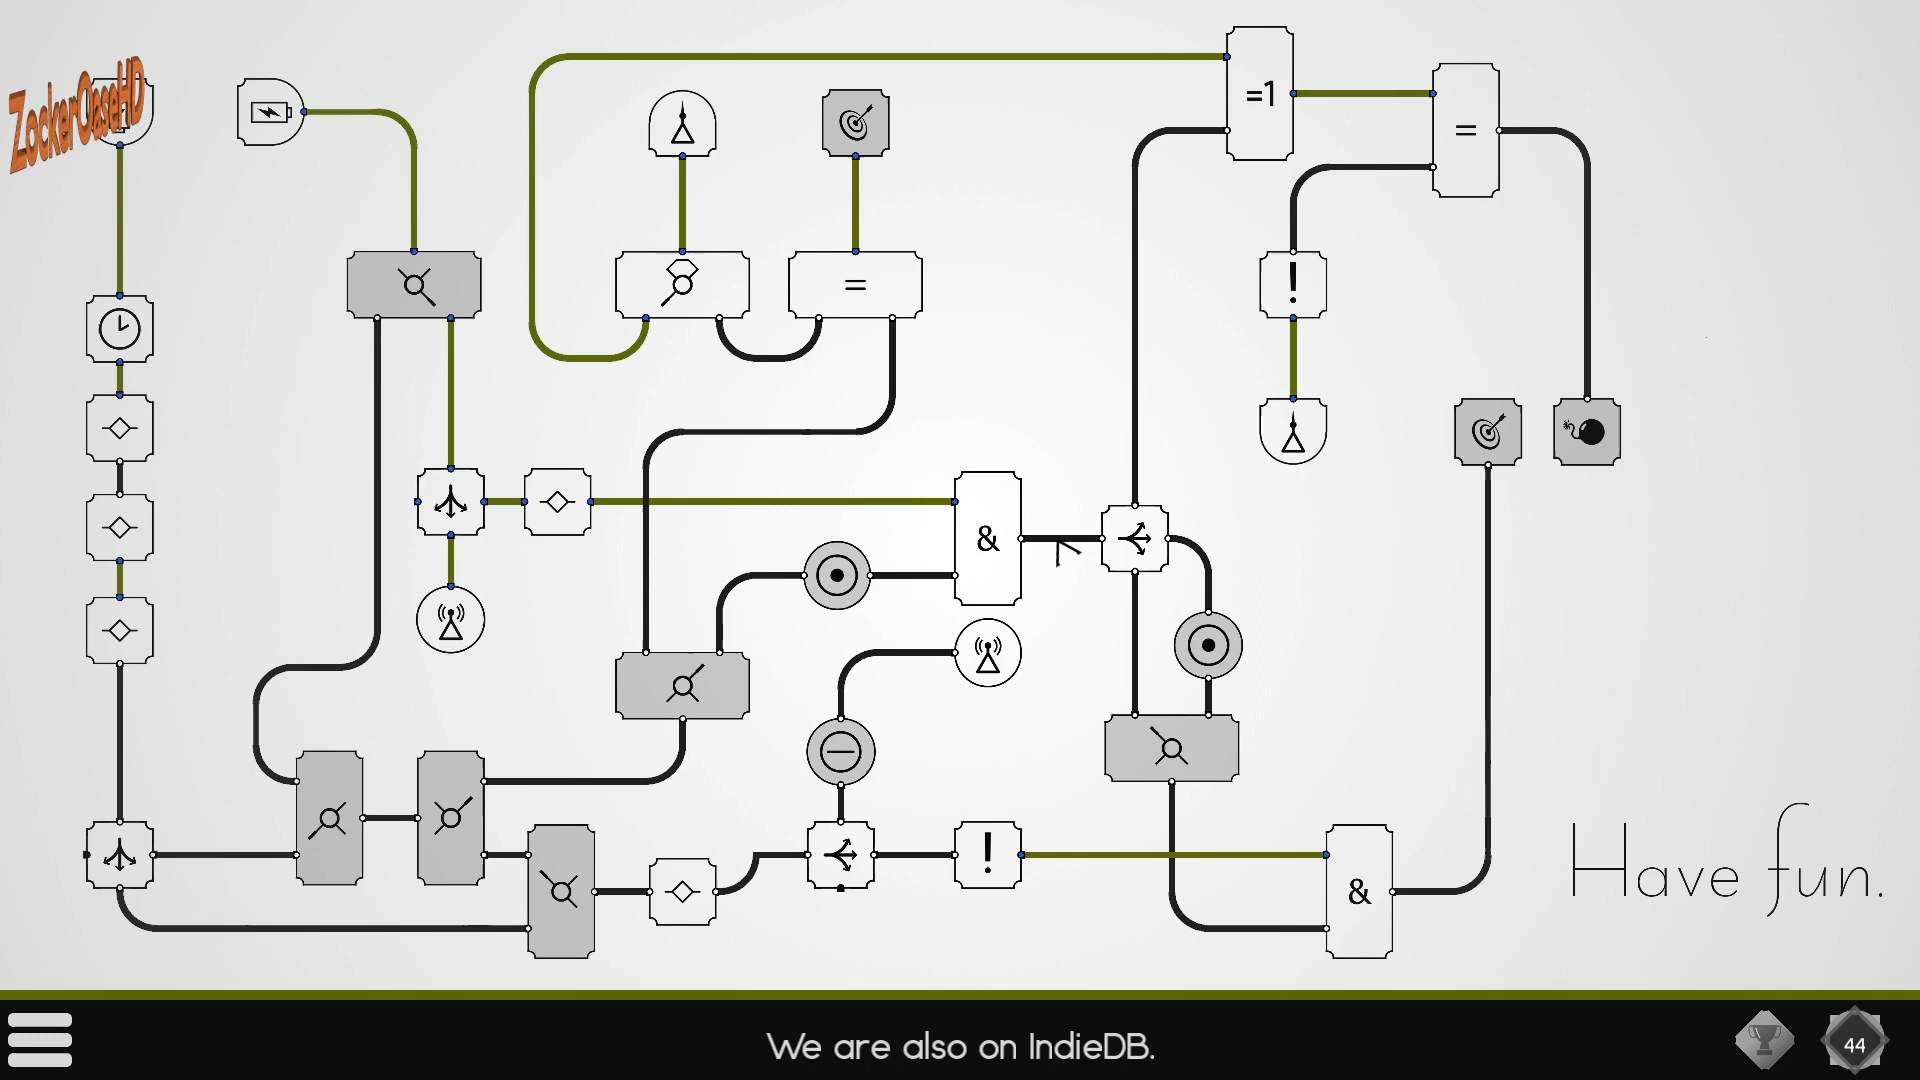 ZockerOaseHD
=1
=
=
!
&
!
&
Have fun.
We are also on IndieDB.
44